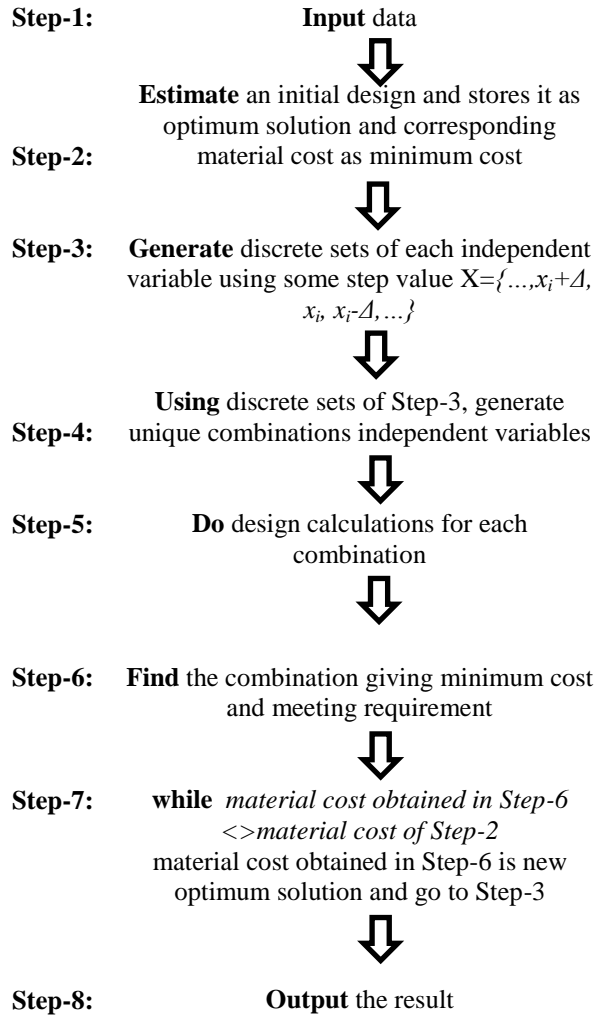 Step-1: Input data
Estimate an initial design and stores it as
optimum solution and corresponding
Step-2: material cost as minimum cost
Step-3: Generate discrete sets of each independent
variable using some step value X={...,xᵢ+Δ,
xᵢ, xᵢ-Δ,...}
Using discrete sets of Step-3, generate
Step-4: unique combinations independent variables
Step-5: Do design calculations for each
combination
Step-6: Find the combination giving minimum cost
and meeting requirement
Step-7: while material cost obtained in Step-6
<>material cost of Step-2
material cost obtained in Step-6 is new
optimum solution and go to Step-3
Step-8: Output the result